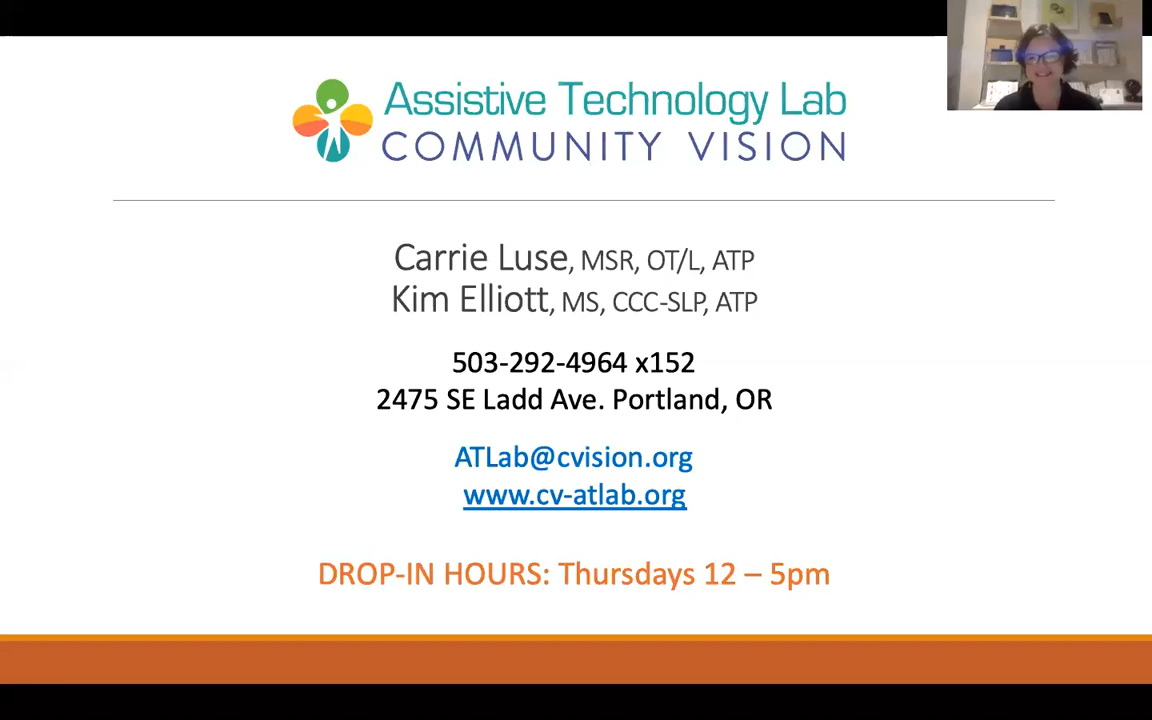 Assistive Technology Lab
COMMUNITY VISION
Carrie Luse, MSR, OT/L, ATP
Kim Elliott, MS, CCC-SLP, ATP
503-292-4964 x152
2475 SE Ladd Ave. Portland, OR
ATLab@cvision.org
www.cv-atlab.org
DROP-IN HOURS: Thursdays 12 – 5pm